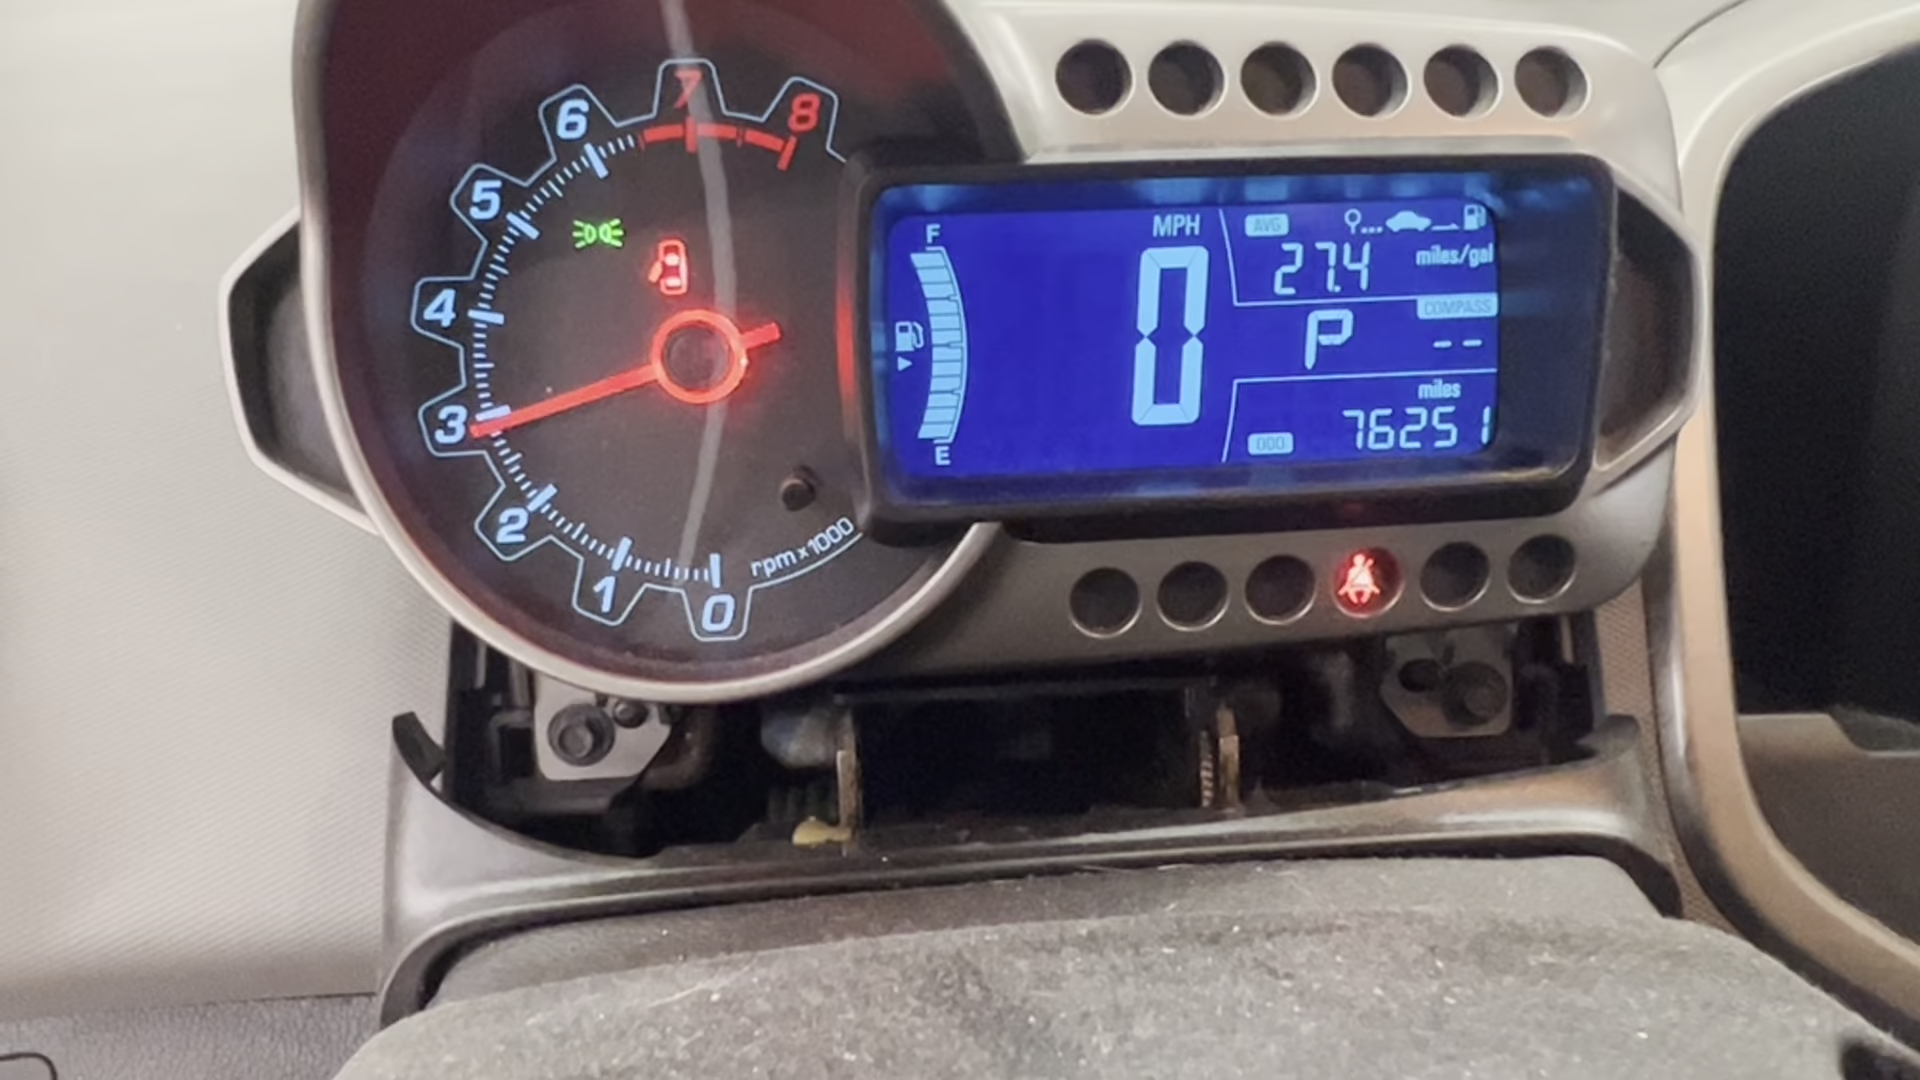 8
7
6
5
4
3
2
1
0
rpm x 1000
F
E
MPH
0
AVG
27.4 miles/gal
P
COMPASS
--
miles
ODO 76251